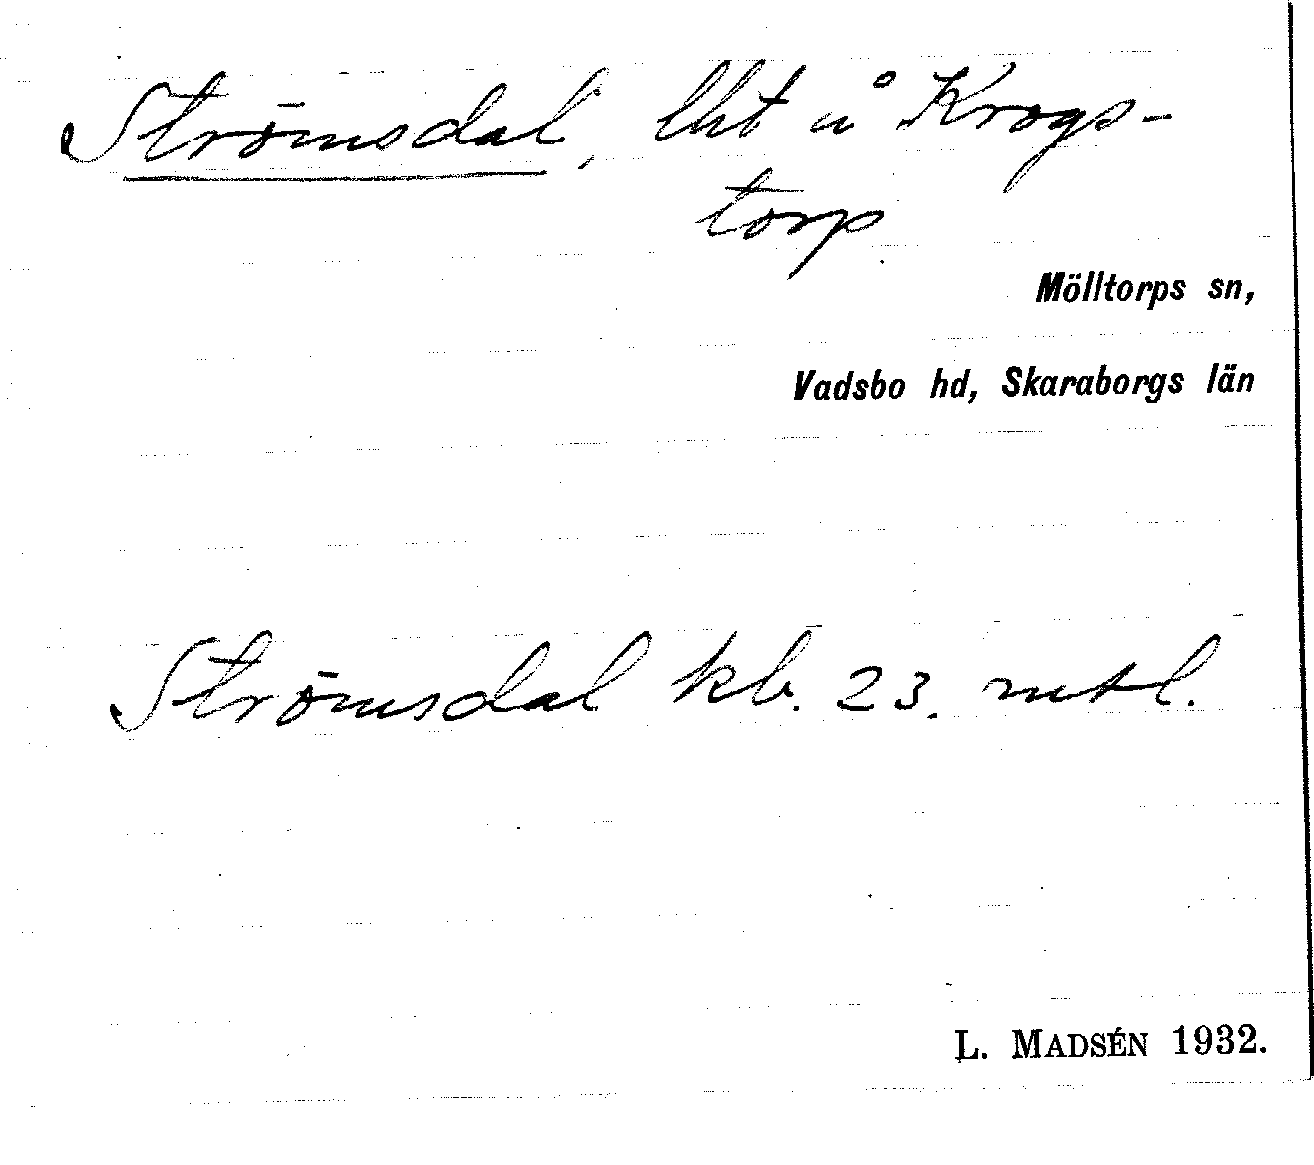 Strömsdal, lht å Krogs-
torp
Mölltorps sn,
Vadsbo hd, Skaraborgs län
Strömsdal kb. 23. mtl.
L. MADSÉN 1932.